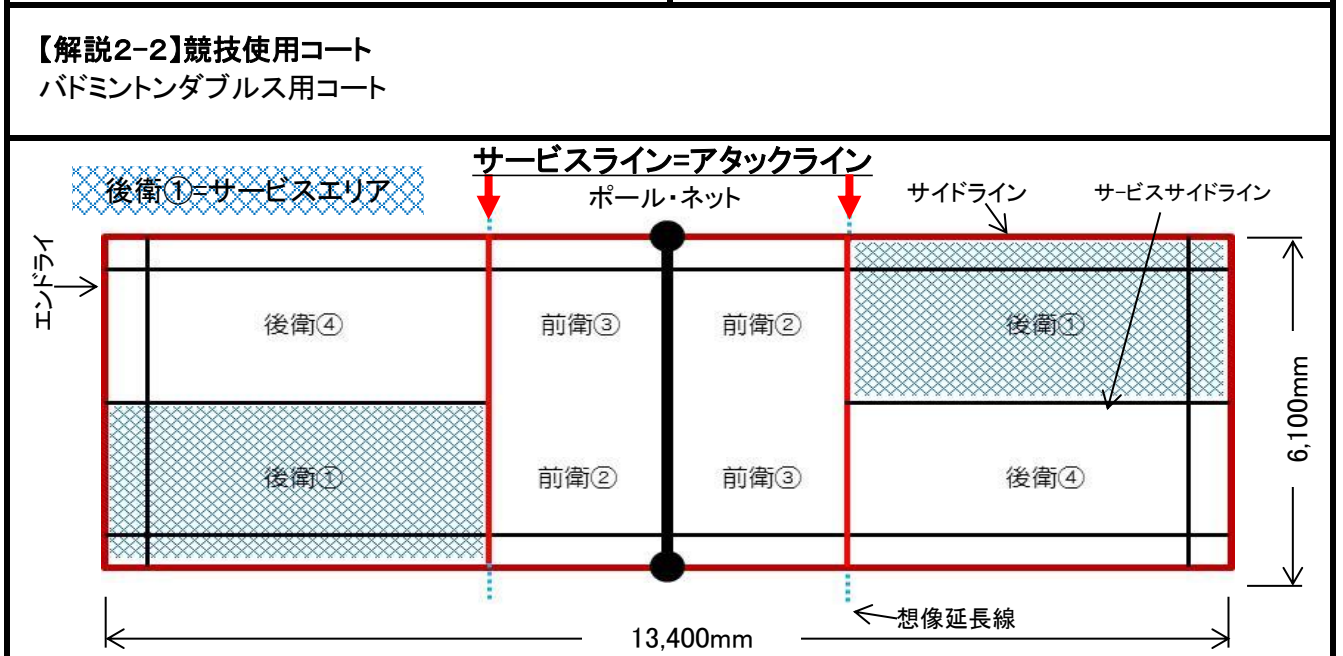 【解説2-2】競技使用コート
バドミントンダブルス用コート
サービスライン=アタックライン
後衛①=サービスエリア
ポール・ネット
サイドライン
サービスサイドライン
エンドライ
後衛④
前衛③
前衛②
後衛①
後衛①
前衛②
前衛③
後衛④
6,100mm
想像延長線
13,400mm